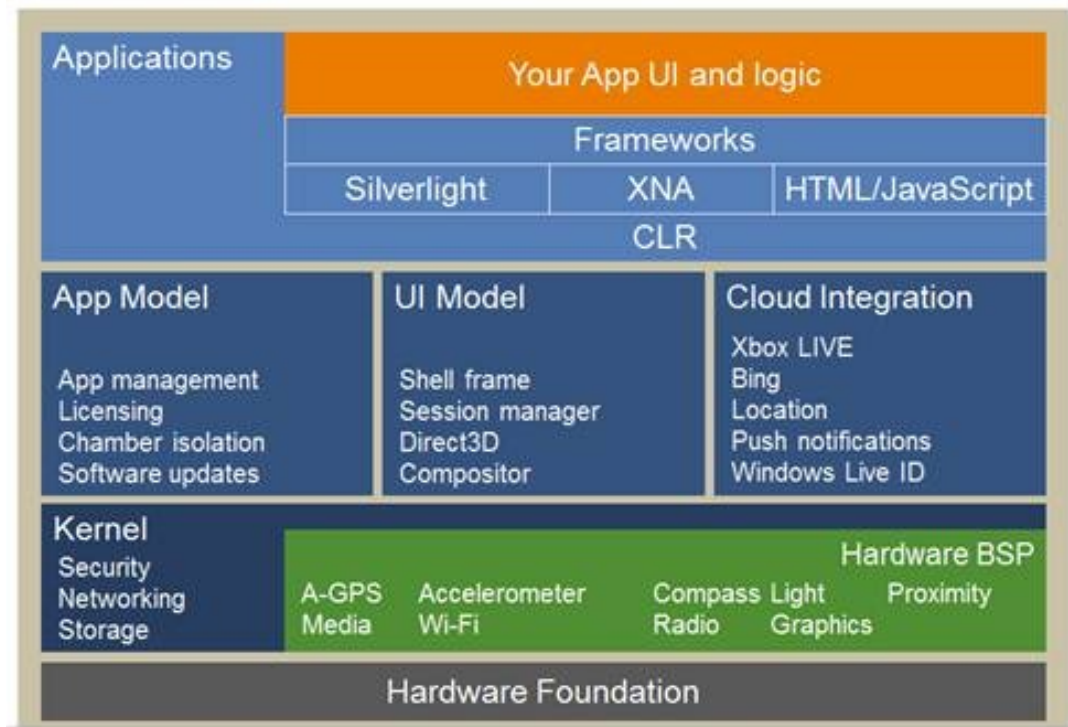 Applications
Your App UI and logic
Frameworks
Silverlight
XNA
HTML/JavaScript
CLR
App Model
App management
Licensing
Chamber isolation
Software updates
UI Model
Shell frame
Session manager
Direct3D
Compositor
Cloud Integration
Xbox LIVE
Bing
Location
Push notifications
Windows Live ID
Kernel
Security
Networking
Storage
Hardware BSP
A-GPS Accelerometer Compass Light Proximity
Media Wi-Fi Radio Graphics
Hardware Foundation